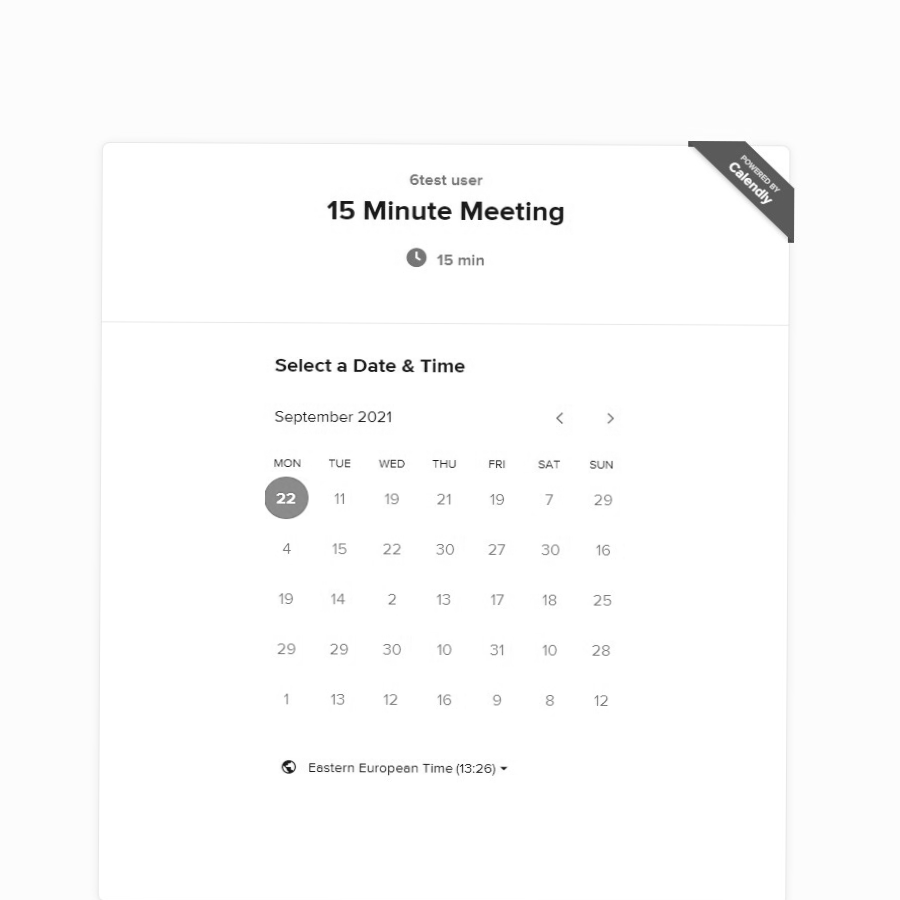 POWERED BY
Calendly
6test user
15 Minute Meeting
15 min
Select a Date & Time
September 2021
MON TUE WED THU FRI SAT SUN
22 11 19 21 19 7 29
4 15 22 30 27 30 16
19 14 2 13 17 18 25
29 29 30 10 31 10 28
1 13 12 16 9 8 12
Eastern European Time (13:26)